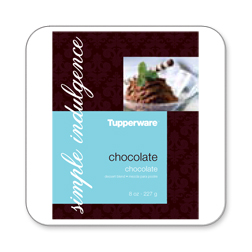 simple indulgence
Tupperware
chocolate
chocolate
8 oz / 227 g